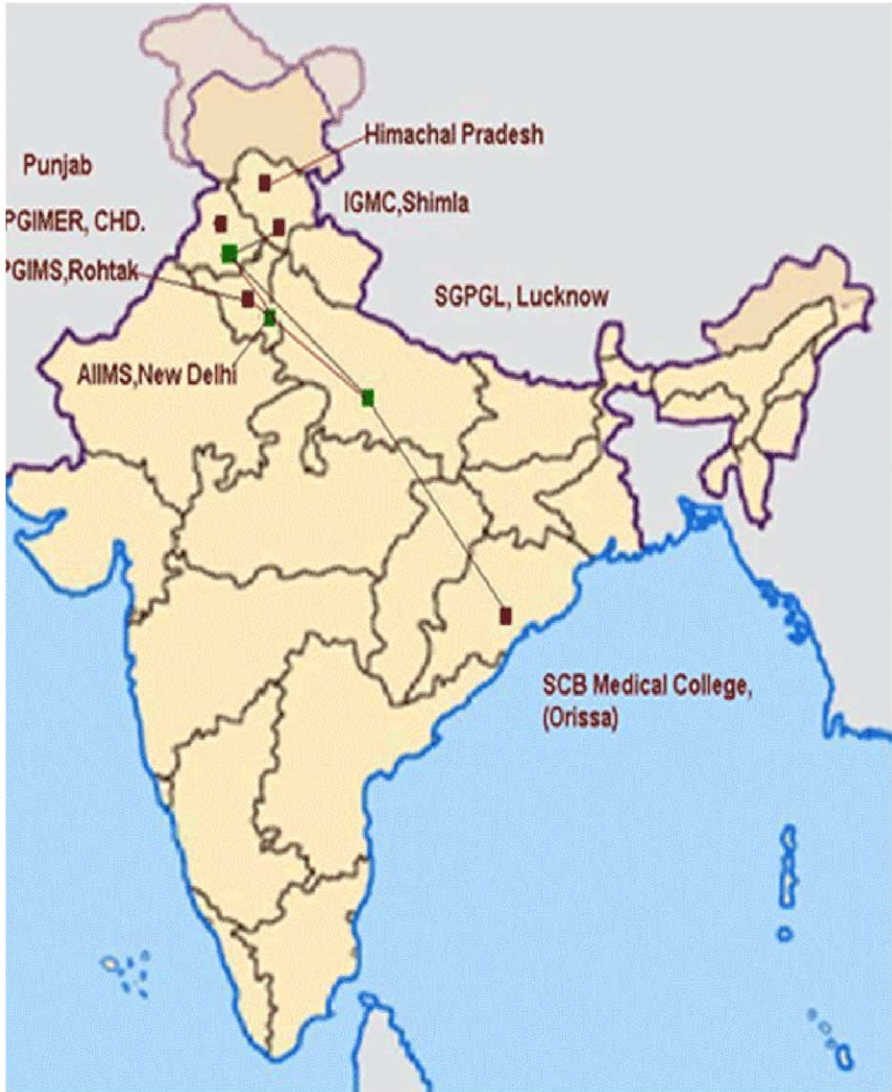 Himachal Pradesh
Punjab
IGMC,Shimla
PGIMER, CHD.
PGIMS,Rohtak
SGPGL, Lucknow
AIIMS,New Delhi
SCB Medical College,
(Orissa)